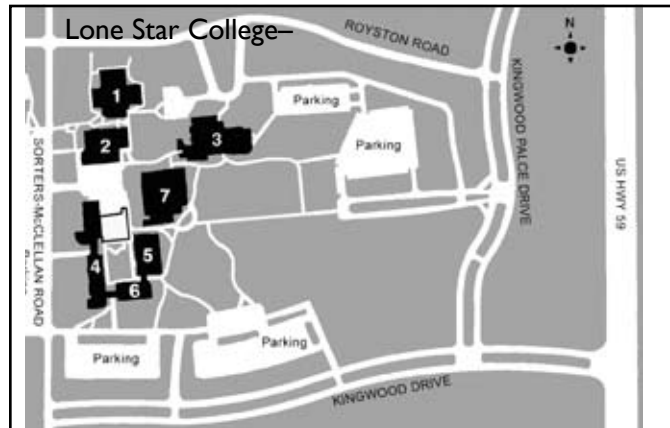 Lone Star College–
ROYSTON ROAD
N
KINGWOOD PALCE DRIVE
US HWY 59
SORTERS-McCLELLAN ROAD
1
2
3
Parking
Parking
7
4
5
6
Parking
Parking
KINGWOOD DRIVE